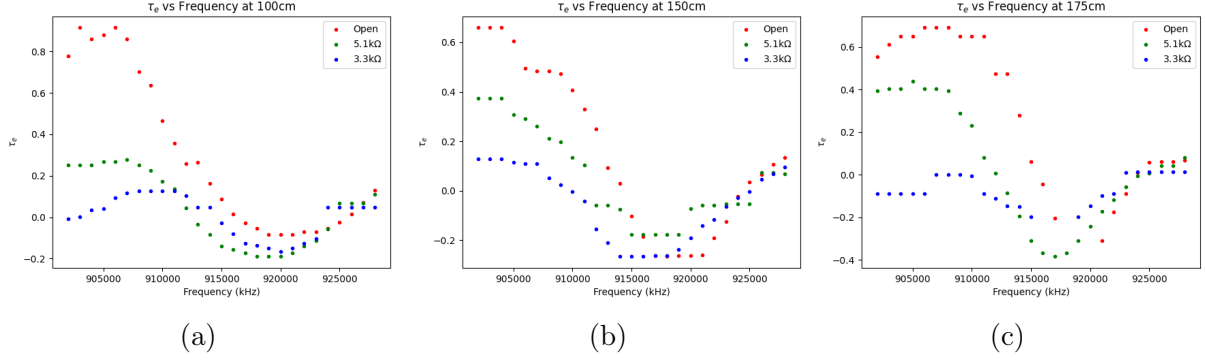 τe vs Frequency at 100cm
0.8
0.6
0.4
0.2
0.0
−0.2
τe
905000 910000 915000 920000 925000
Frequency (kHz)
Open
5.1kΩ
3.3kΩ
(a)
τe vs Frequency at 150cm
0.6
0.4
0.2
0.0
−0.2
τe
905000 910000 915000 920000 925000
Frequency (kHz)
Open
5.1kΩ
3.3kΩ
(b)
τe vs Frequency at 175cm
0.6
0.4
0.2
0.0
−0.2
−0.4
τe
905000 910000 915000 920000 925000
Frequency (kHz)
Open
5.1kΩ
3.3kΩ
(c)